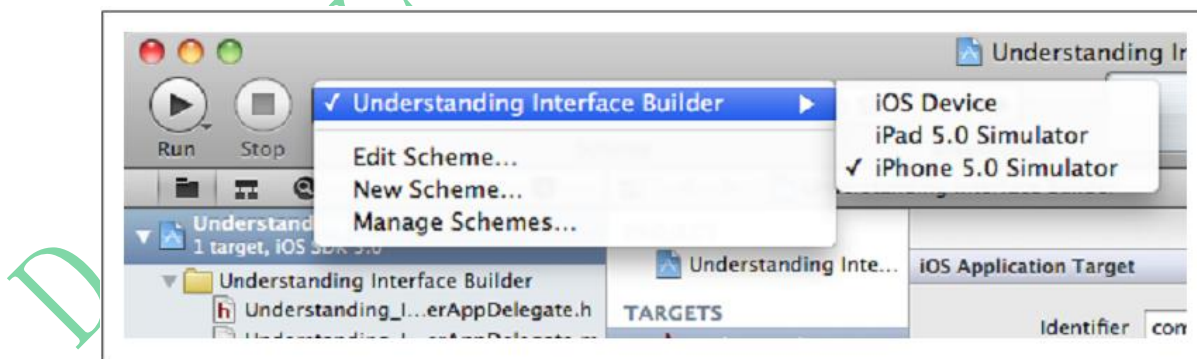 Understanding In
✓ Understanding Interface Builder
iOS Device
iPad 5.0 Simulator
✓ iPhone 5.0 Simulator
Run
Stop
Edit Scheme...
New Scheme...
Manage Schemes...
Understand
1 target, iOS SDK 5.0
Understanding Interface Builder
h Understanding_I...erAppDelegate.h
Understanding Inte...
TARGETS
iOS Application Target
Identifier
com